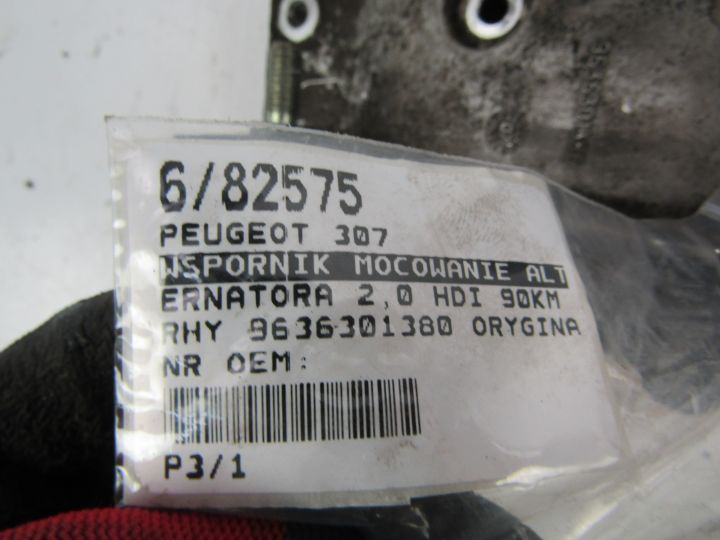 6/82575
PEUGEOT 307
WSPORNIK MOCOWANIE ALT
ERNATORA 2,0 HDI 90KM
RHY 9636301380 ORYGINA
NR OEM:
P3/1